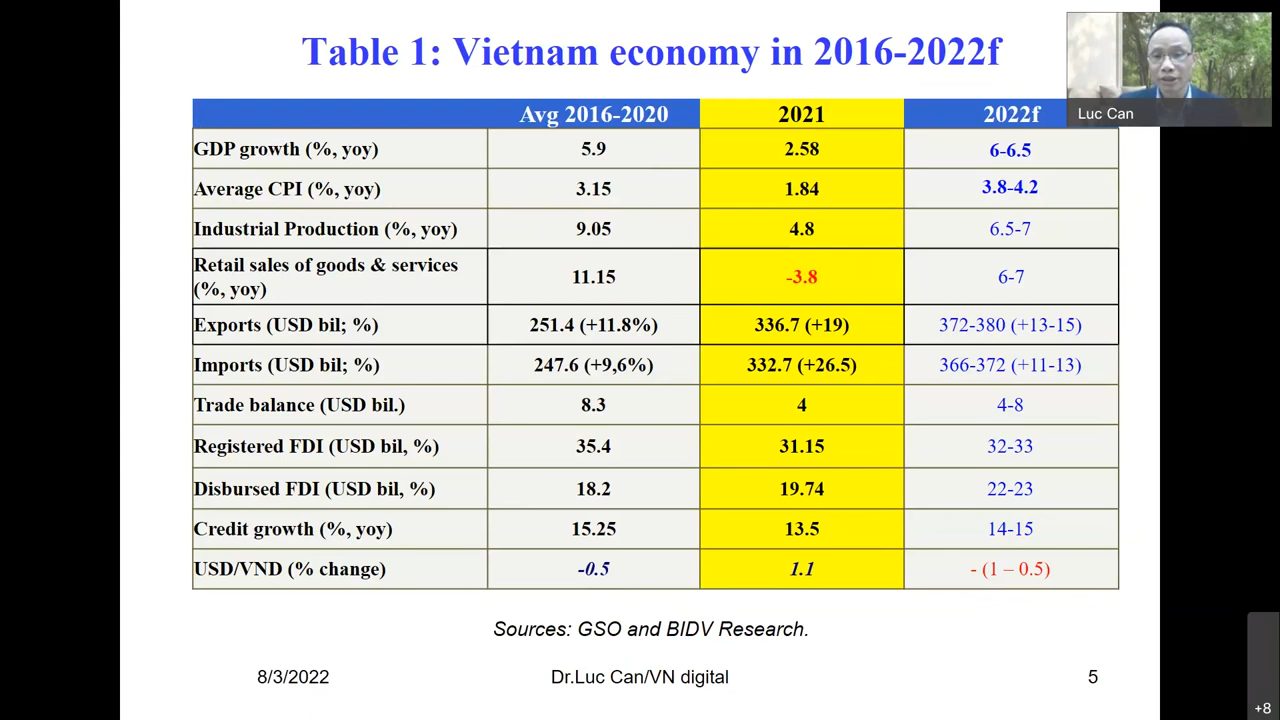 Table 1: Vietnam economy in 2016-2022f
Luc Can
Avg 2016-2020 2021 2022f
GDP growth (%, yoy) 5.9 2.58 6-6.5
Average CPI (%, yoy) 3.15 1.84 3.8-4.2
Industrial Production (%, yoy) 9.05 4.8 6.5-7
Retail sales of goods & services
(%, yoy) 11.15 -3.8 6-7
Exports (USD bil; %) 251.4 (+11.8%) 336.7 (+19) 372-380 (+13-15)
Imports (USD bil; %) 247.6 (+9,6%) 332.7 (+26.5) 366-372 (+11-13)
Trade balance (USD bil.) 8.3 4 4-8
Registered FDI (USD bil, %) 35.4 31.15 32-33
Disbursed FDI (USD bil, %) 18.2 19.74 22-23
Credit growth (%, yoy) 15.25 13.5 14-15
USD/VND (% change) -0.5 1.1 - (1 – 0.5)
Sources: GSO and BIDV Research.
8/3/2022 Dr.Luc Can/VN digital 5
+8